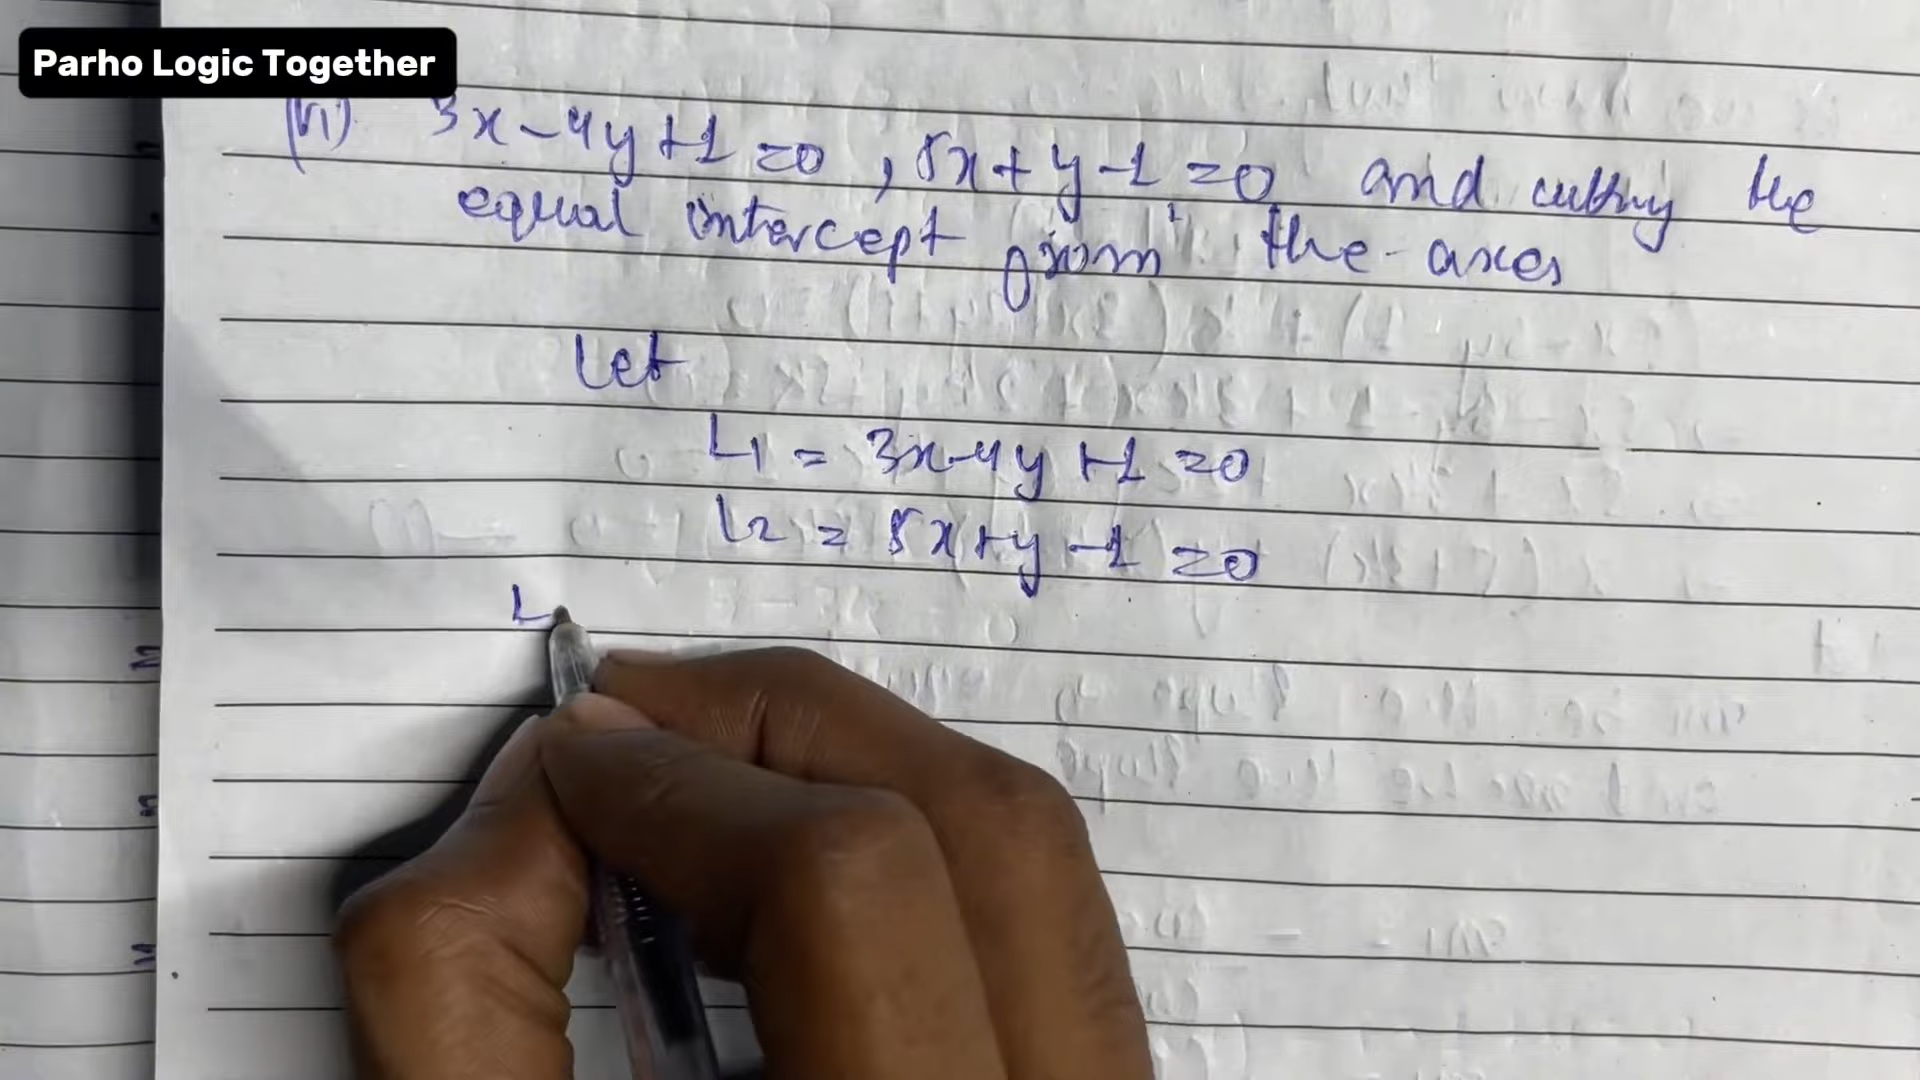 Parho Logic Together
3x-4y+1=0, 5x+y-1=0 and cutting the
equal intercept from the axes
Let
L1 = 3x-4y+1=0
L2 = 5x+y-1=0
L